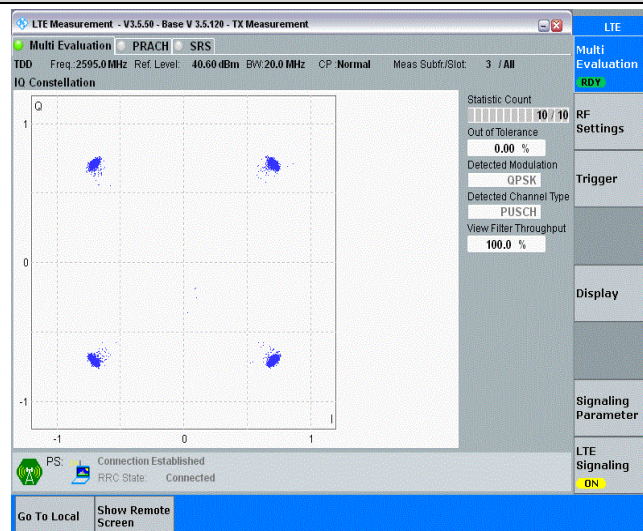 LTE Measurement - V3.5.50 - Base V 3.5.120 - TX Measurement
LTE
Multi Evaluation PRACH SRS
TDD Freq.:2595.0 MHz Ref. Level: 40.60 dBm BW:20.0 MHz CP :Normal Meas Subfr./Slot: 3 / All
IQ Constellation
Q
1
0
-1
I
-1 0 1
Statistic Count
10 / 10
Out of Tolerance
0.00 %
Detected Modulation
QPSK
Detected Channel Type
PUSCH
View Filter Throughput
100.0 %
PS: Connection Established
RRC State: Connected
Multi
Evaluation
RDY
RF
Settings
Trigger
Display
Signaling
Parameter
LTE
Signaling
ON
Go To Local
Show Remote
Screen